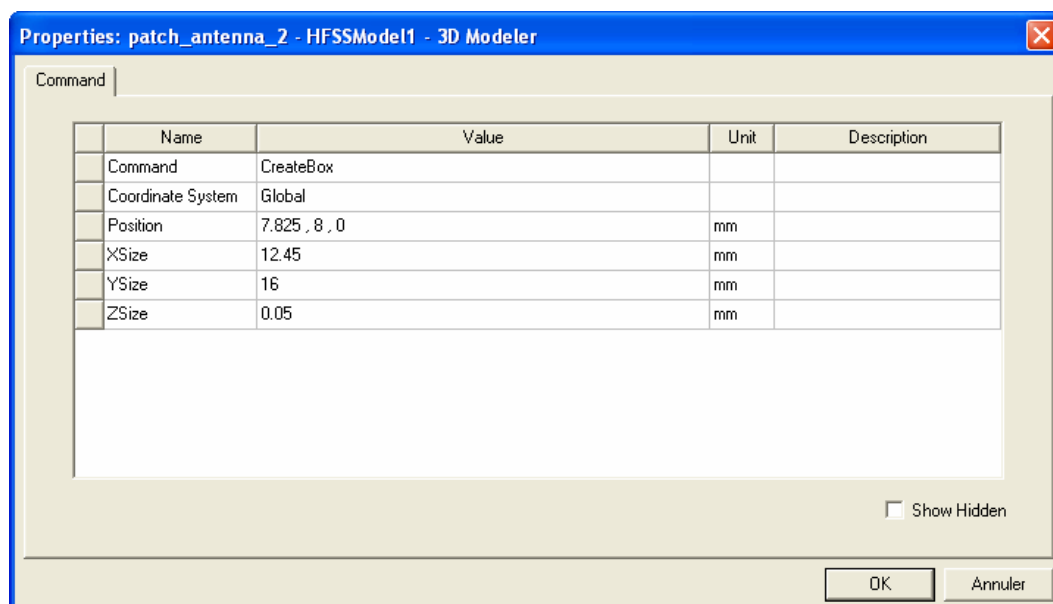 Properties: patch_antenna_2 - HFSSModel1 - 3D Modeler
Command
Name Value Unit Description
Command CreateBox
Coordinate System Global
Position 7.825 , 8 , 0 mm
XSize 12.45 mm
YSize 16 mm
ZSize 0.05 mm
Show Hidden
OK Annuler